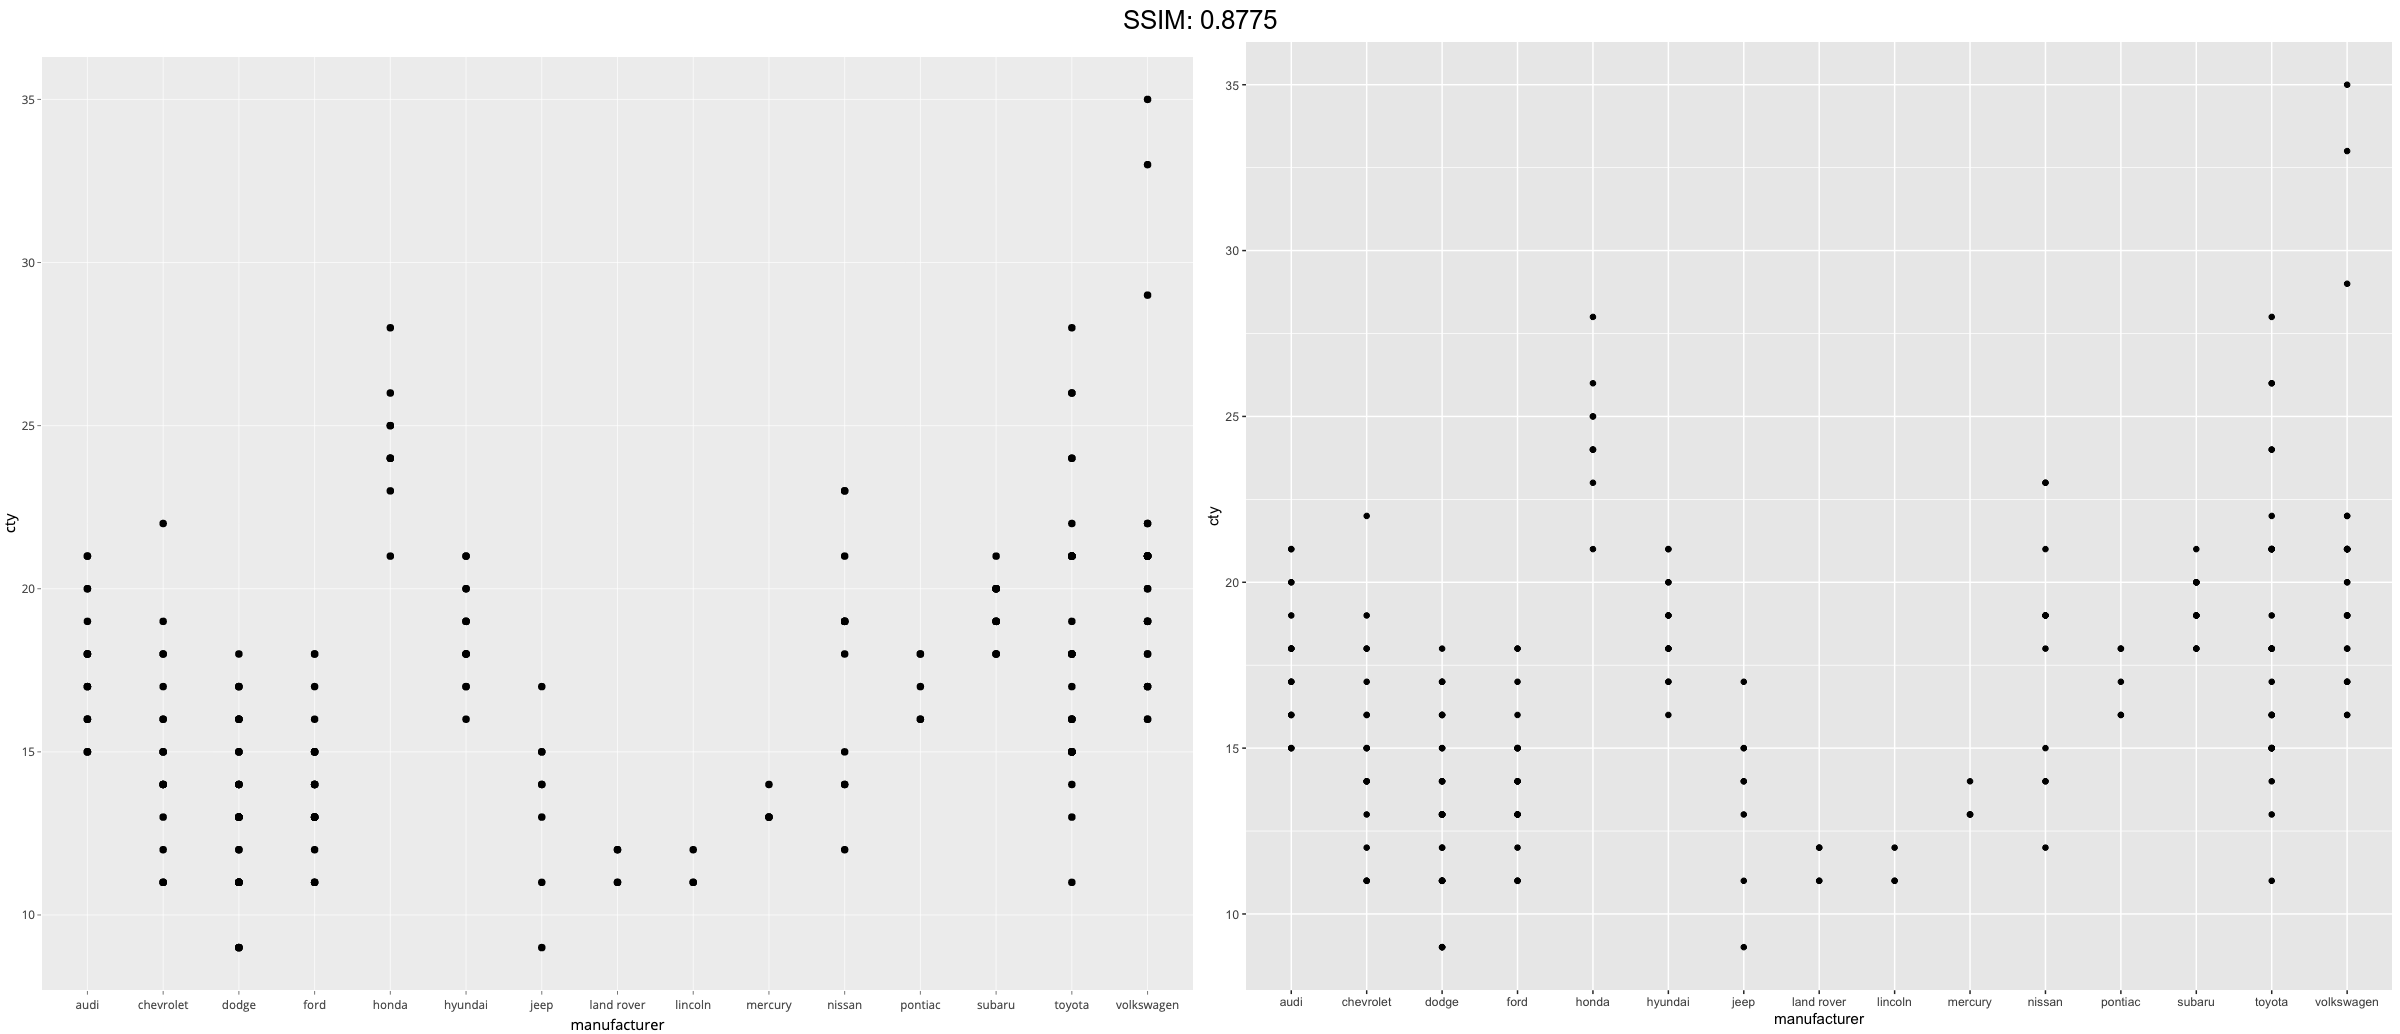 SSIM: 0.8775
cty
35
30
25
20
15
10
audi chevrolet dodge ford honda hyundai jeep land rover lincoln mercury nissan pontiac subaru toyota volkswagen
manufacturer
cty
35
30
25
20
15
10
audi chevrolet dodge ford honda hyundai jeep land rover lincoln mercury nissan pontiac subaru toyota volkswagen
manufacturer